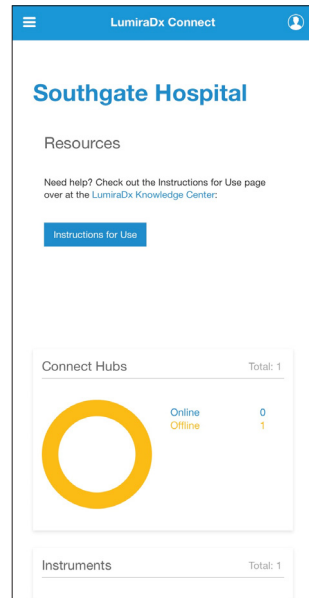 LumiraDx Connect
Southgate Hospital
Resources
Need help? Check out the Instructions for Use page
over at the LumiraDx Knowledge Center:
Instructions for Use
Connect Hubs Total: 1
Online 0
Offline 1
Instruments Total: 1